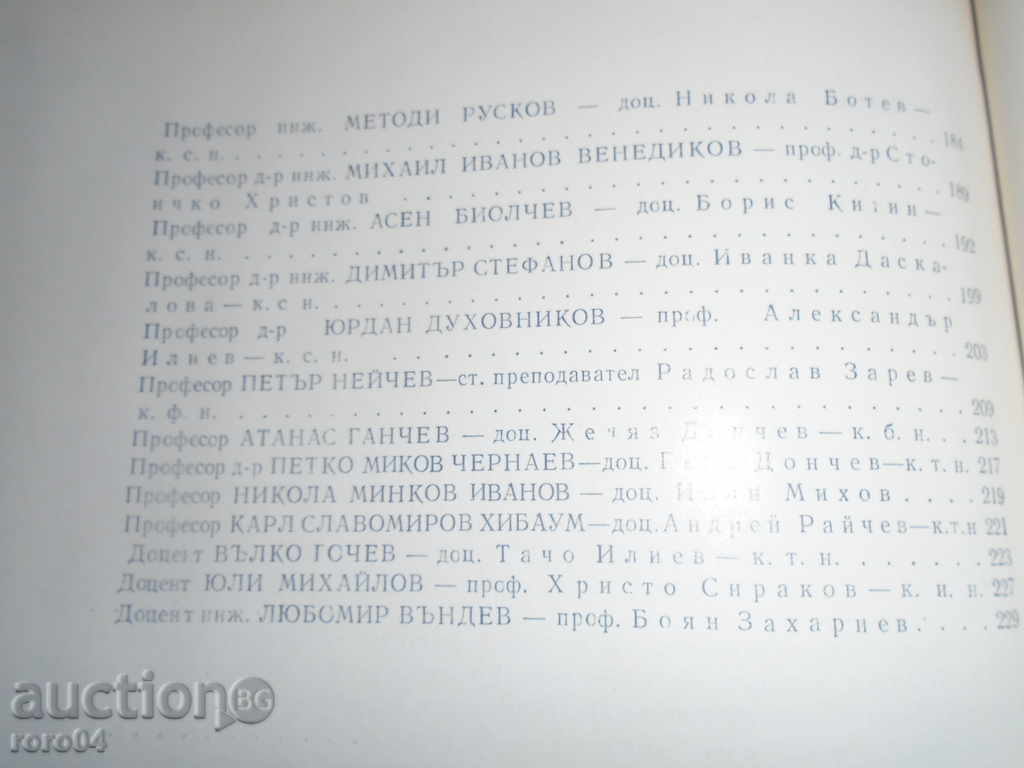 Професор инж. МЕТОДИ РУСКОВ — доц. Никола Ботев —
к. с. н. . . . . . . . . . . . . . . . . . . . 184
Професор д-р инж. МИХАИЛ ИВАНОВ ВЕНЕДИКОВ — проф. д-р Сто-
ичко Христов . . . . . . . . . . . . . . . . . 189
Професор д-р инж. АСЕН БИОЛЧЕВ — доц. Борис Китин —
к. с. н. . . . . . . . . . . . . . . . . . . . 192
Професор д-р инж. ДИМИТЪР СТЕФАНОВ — доц. Иванка Даска-
лова — к. с н. . . . . . . . . . . . . . . . . 199
Професор д-р ЮРДАН ДУХОВНИКОВ — проф. Александър
Илиев — к. с. н. . . . . . . . . . . . . . . . 203
Професор ПЕТЪР НЕЙЧЕВ — ст. преподавател Радослав Зарев —
к. ф. н. . . . . . . . . . . . . . . . . . . . 209
Професор АТАНАС ГАНЧЕВ — доц. — к. б. н. . . 213
Професор д-р ПЕТКО МИКОВ ЧЕРНАЕВ — доц. Дончев — к. т. н. 217
Професор НИКОЛА МИНКОВ ИВАНОВ — доц. Михов . . . . 219
Професор КАРЛ СЛАВОМИРОВ ХИБАУМ — доц. Андрей Райчев — к.т.н 221
Доцент ВЪЛКО ГОЧЕВ — доц. Тачо Илиев — к. т. н. . . . . 223
Доцент ЮЛИ МИХАЙЛОВ — проф. Христо Сираков — к. и. н. 227
Доцент инж. ЛЮБОМИР ВЪНДЕВ — проф. Боян Захариев. . . . 229
auction BG
roro04